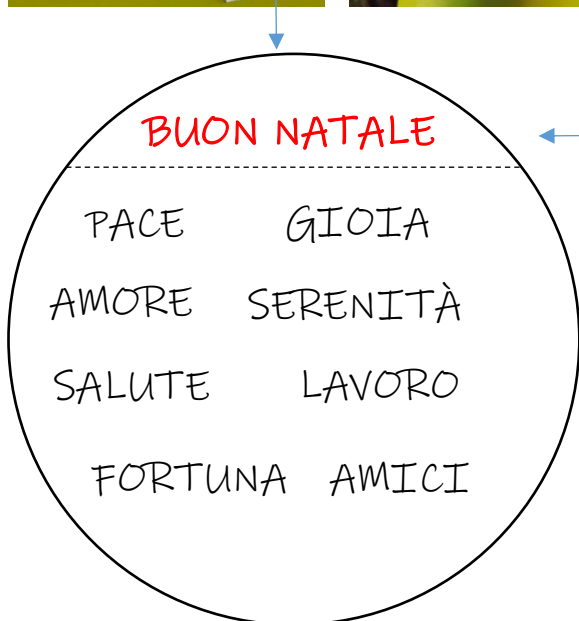 BUON NATALE
PACE GIOIA
AMORE SERENITÀ
SALUTE LAVORO
FORTUNA AMICI